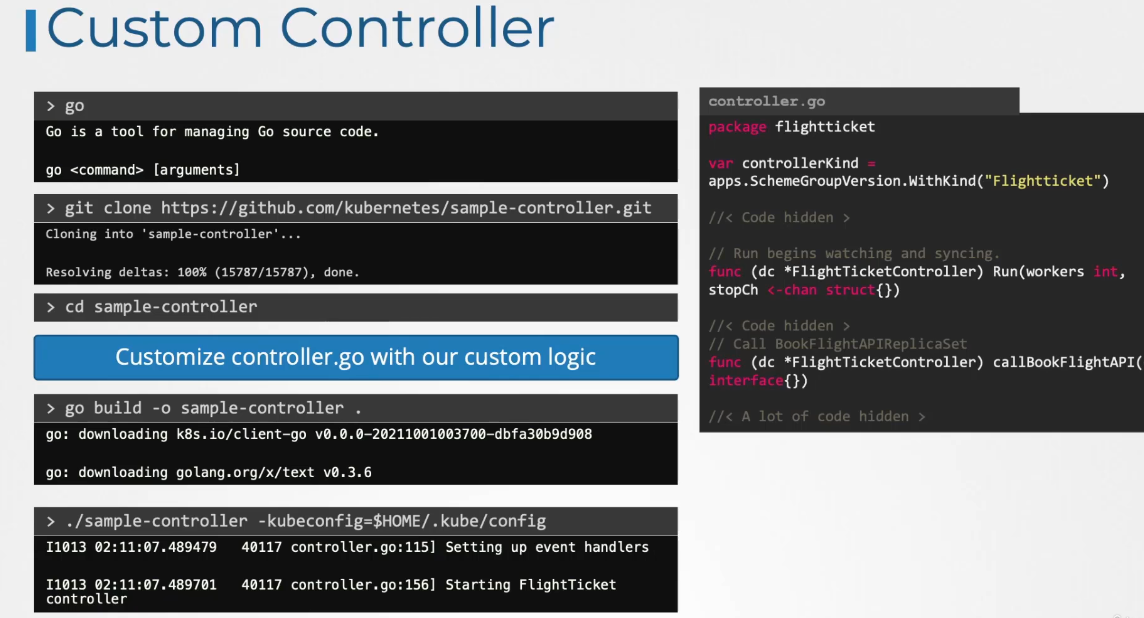 Custom Controller
> go
Go is a tool for managing Go source code.
go <command> [arguments]
> git clone https://github.com/kubernetes/sample-controller.git
Cloning into 'sample-controller'...
Resolving deltas: 100% (15787/15787), done.
> cd sample-controller
Customize controller.go with our custom logic
> go build -o sample-controller .
go: downloading k8s.io/client-go v0.0.0-20211001003700-dbfa30b9d908
go: downloading golang.org/x/text v0.3.6
> ./sample-controller -kubeconfig=$HOME/.kube/config
I1013 02:11:07.489479   40117 controller.go:115] Setting up event handlers
I1013 02:11:07.489701   40117 controller.go:156] Starting FlightTicket
controller
controller.go
package flightticket
var controllerKind =
apps.SchemeGroupVersion.WithKind("Flightticket")
//< Code hidden >
// Run begins watching and syncing.
func (dc *FlightTicketController) Run(workers int,
stopCh <-chan struct{})
//< Code hidden >
// Call BookFlightAPIReplicaSet
func (dc *FlightTicketController) callBookFlightAPI(
interface{})
//< A lot of code hidden >